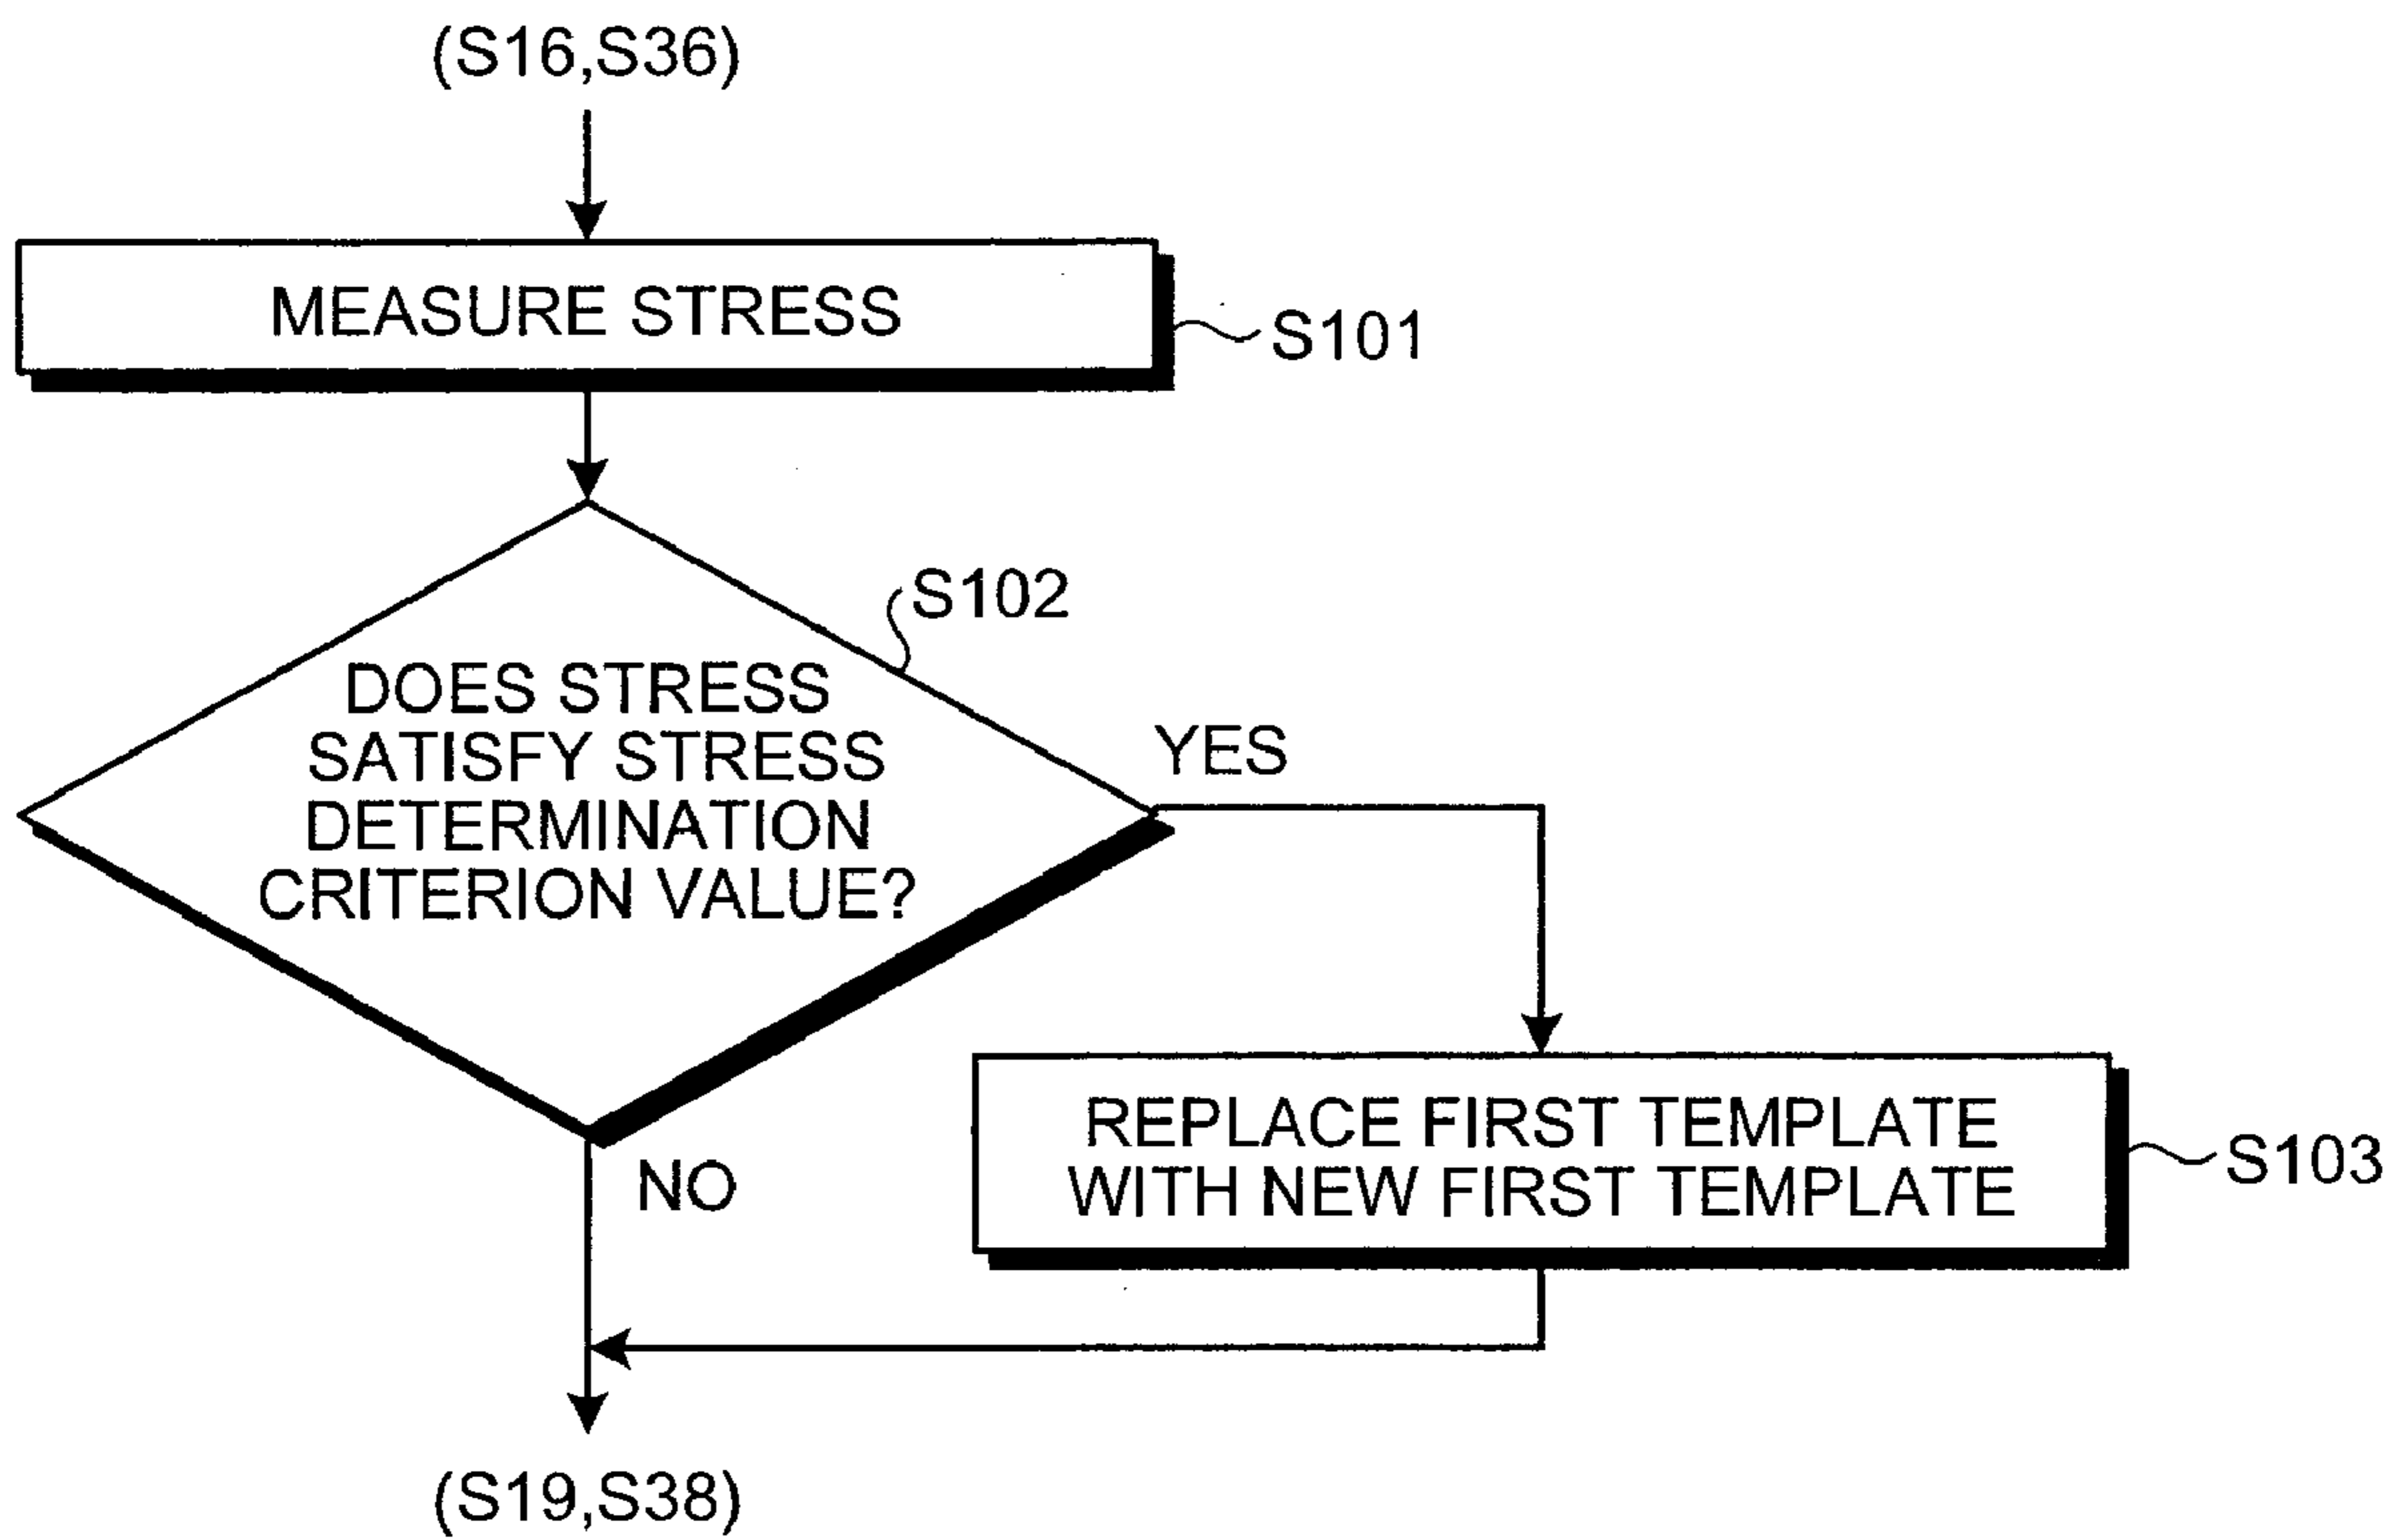 (S16,S36)
MEASURE STRESS
S101
S102
DOES STRESS
SATISFY STRESS
DETERMINATION
CRITERION VALUE?
YES
NO
REPLACE FIRST TEMPLATE
WITH NEW FIRST TEMPLATE
S103
(S19,S38)